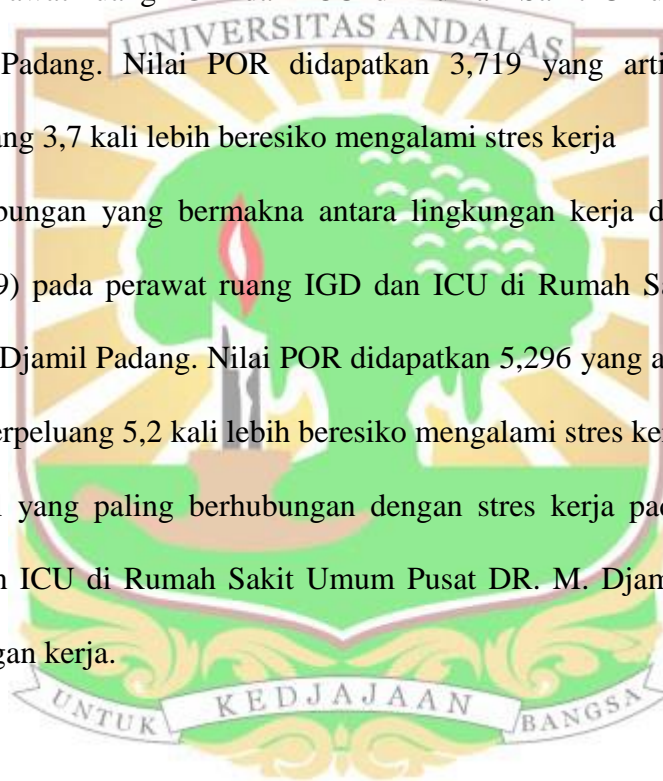 UNIVERSITAS ANDALAS
Padang. Nilai POR didapatkan 3,719 yang arti
ang 3,7 kali lebih beresiko mengalami stres kerja
bungan yang bermakna antara lingkungan kerja d
9) pada perawat ruang IGD dan ICU di Rumah Sa
Djamil Padang. Nilai POR didapatkan 5,296 yang a
erpeluang 5,2 kali lebih beresiko mengalami stres ke
yang paling berhubungan dengan stres kerja pad
n ICU di Rumah Sakit Umum Pusat DR. M. Djam
gan kerja.
UNTUK KEDJAJAAN BANGSA